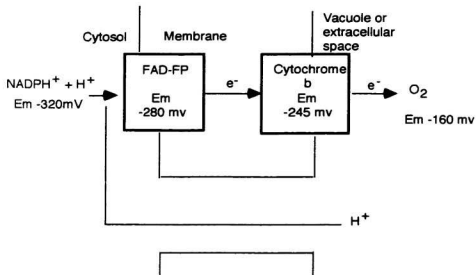 Cytosol
Membrane
Vacuole or
extracellular
space
NADPH⁺ + H⁺
Em -320mV
FAD-FP
Em
-280 mv
e⁻
Cytochrome
b
Em
-245 mv
e⁻
O₂
Em -160 mv
H⁺